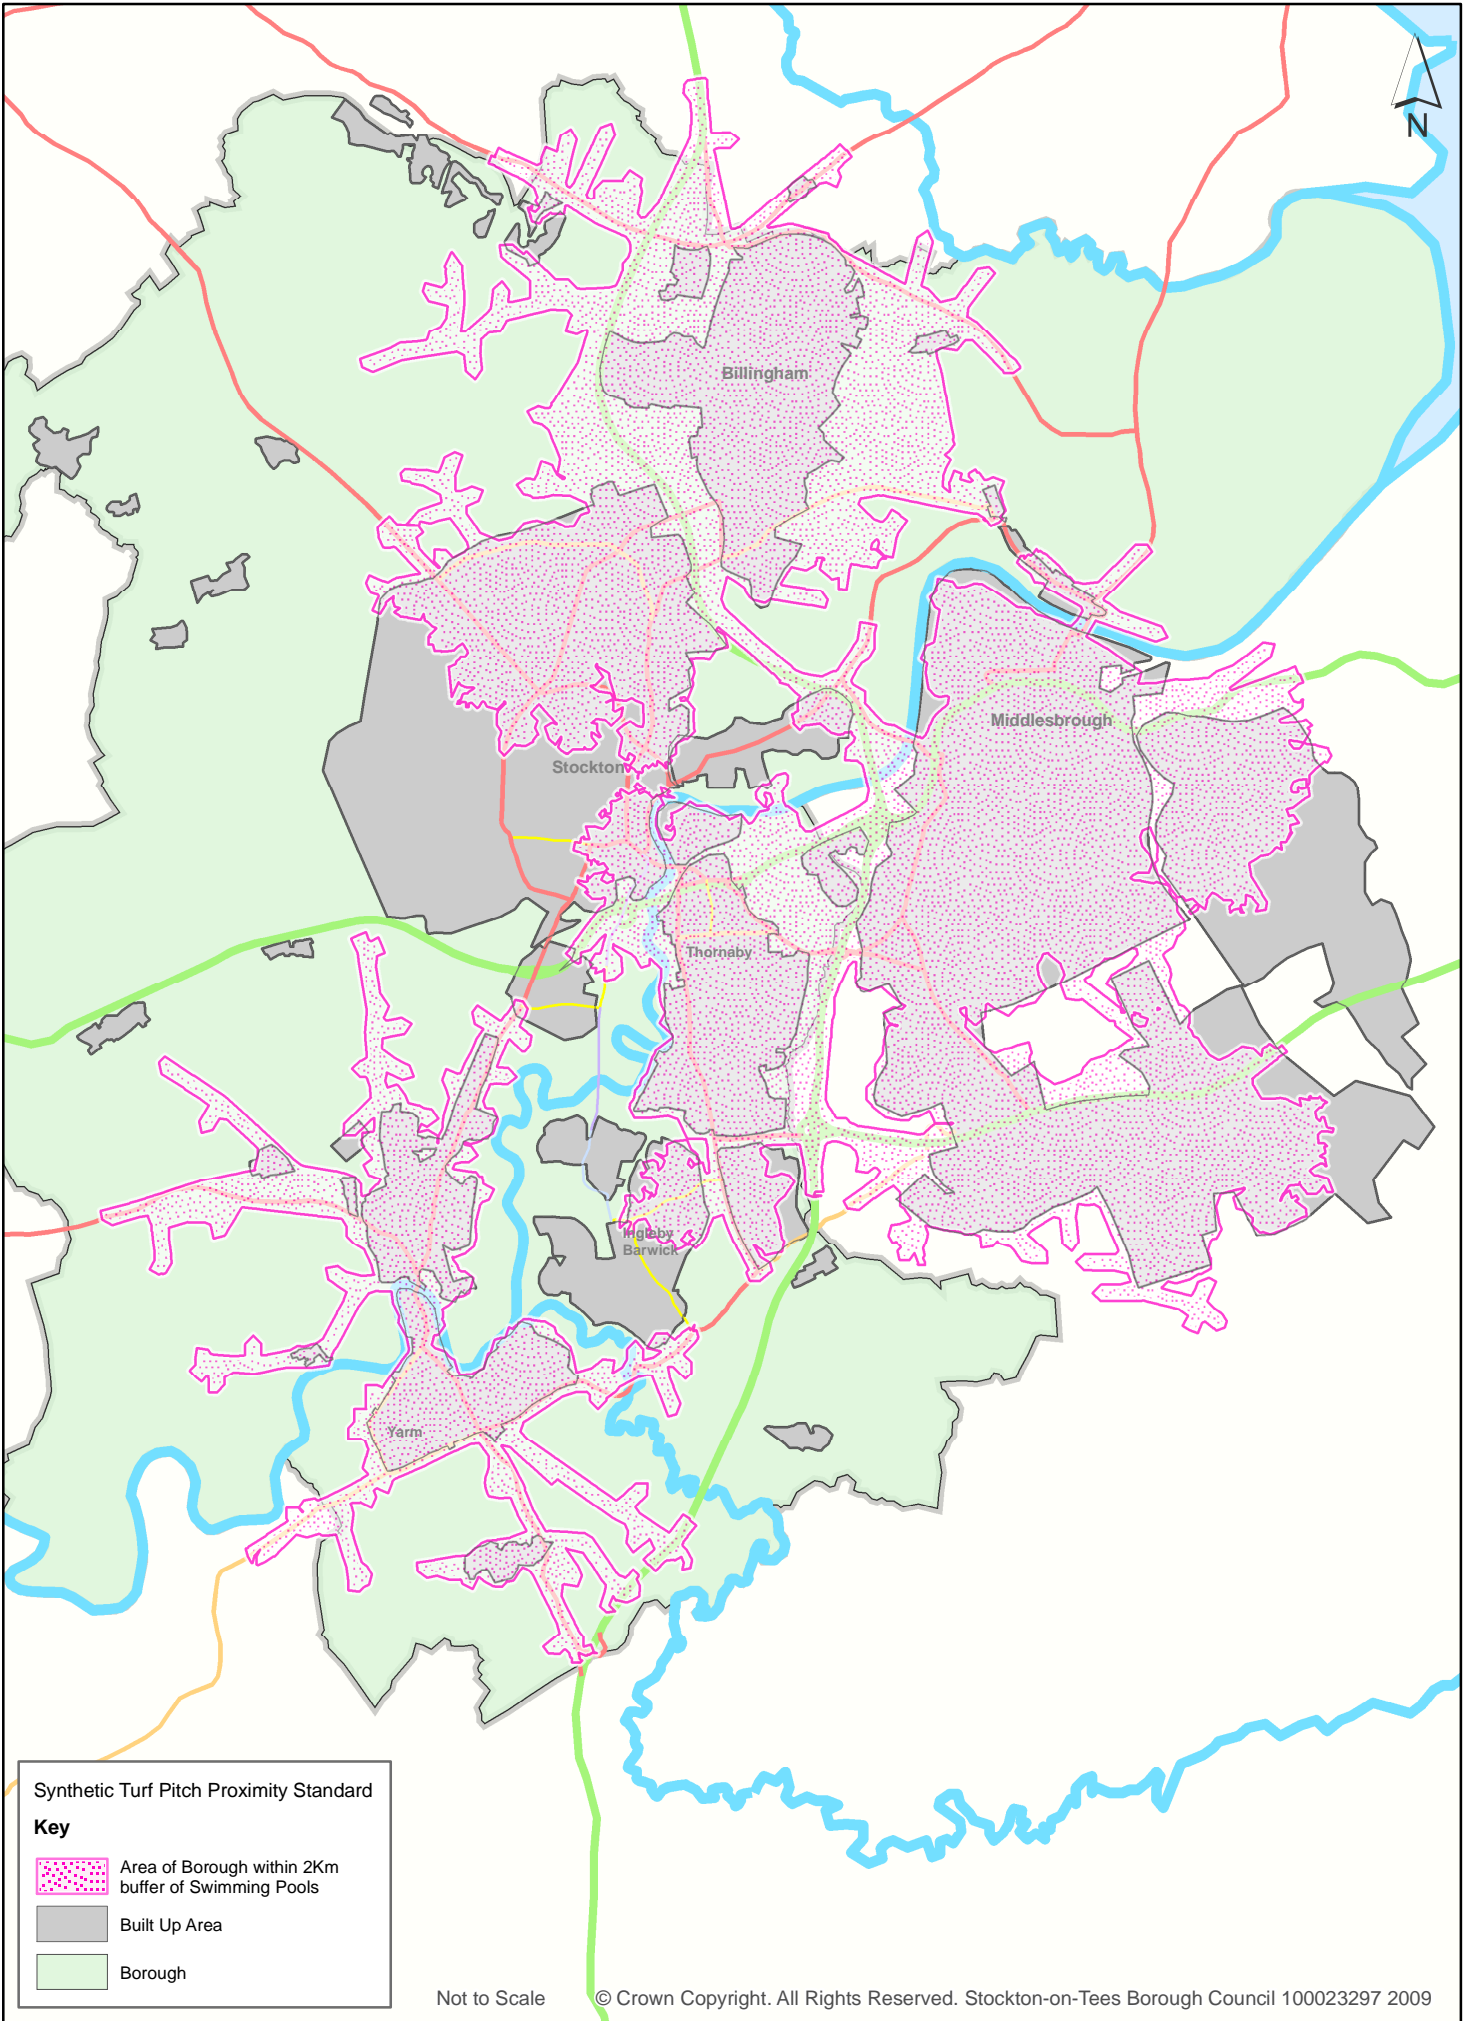 N
Billingham
Middlesbrough
Stockton
Thornaby
Ingleby
Barwick
Yarm
Synthetic Turf Pitch Proximity Standard
Key
Area of Borough within 2Km
buffer of Swimming Pools
Built Up Area
Borough
Not to Scale
© Crown Copyright. All Rights Reserved. Stockton-on-Tees Borough Council 100023297 2009